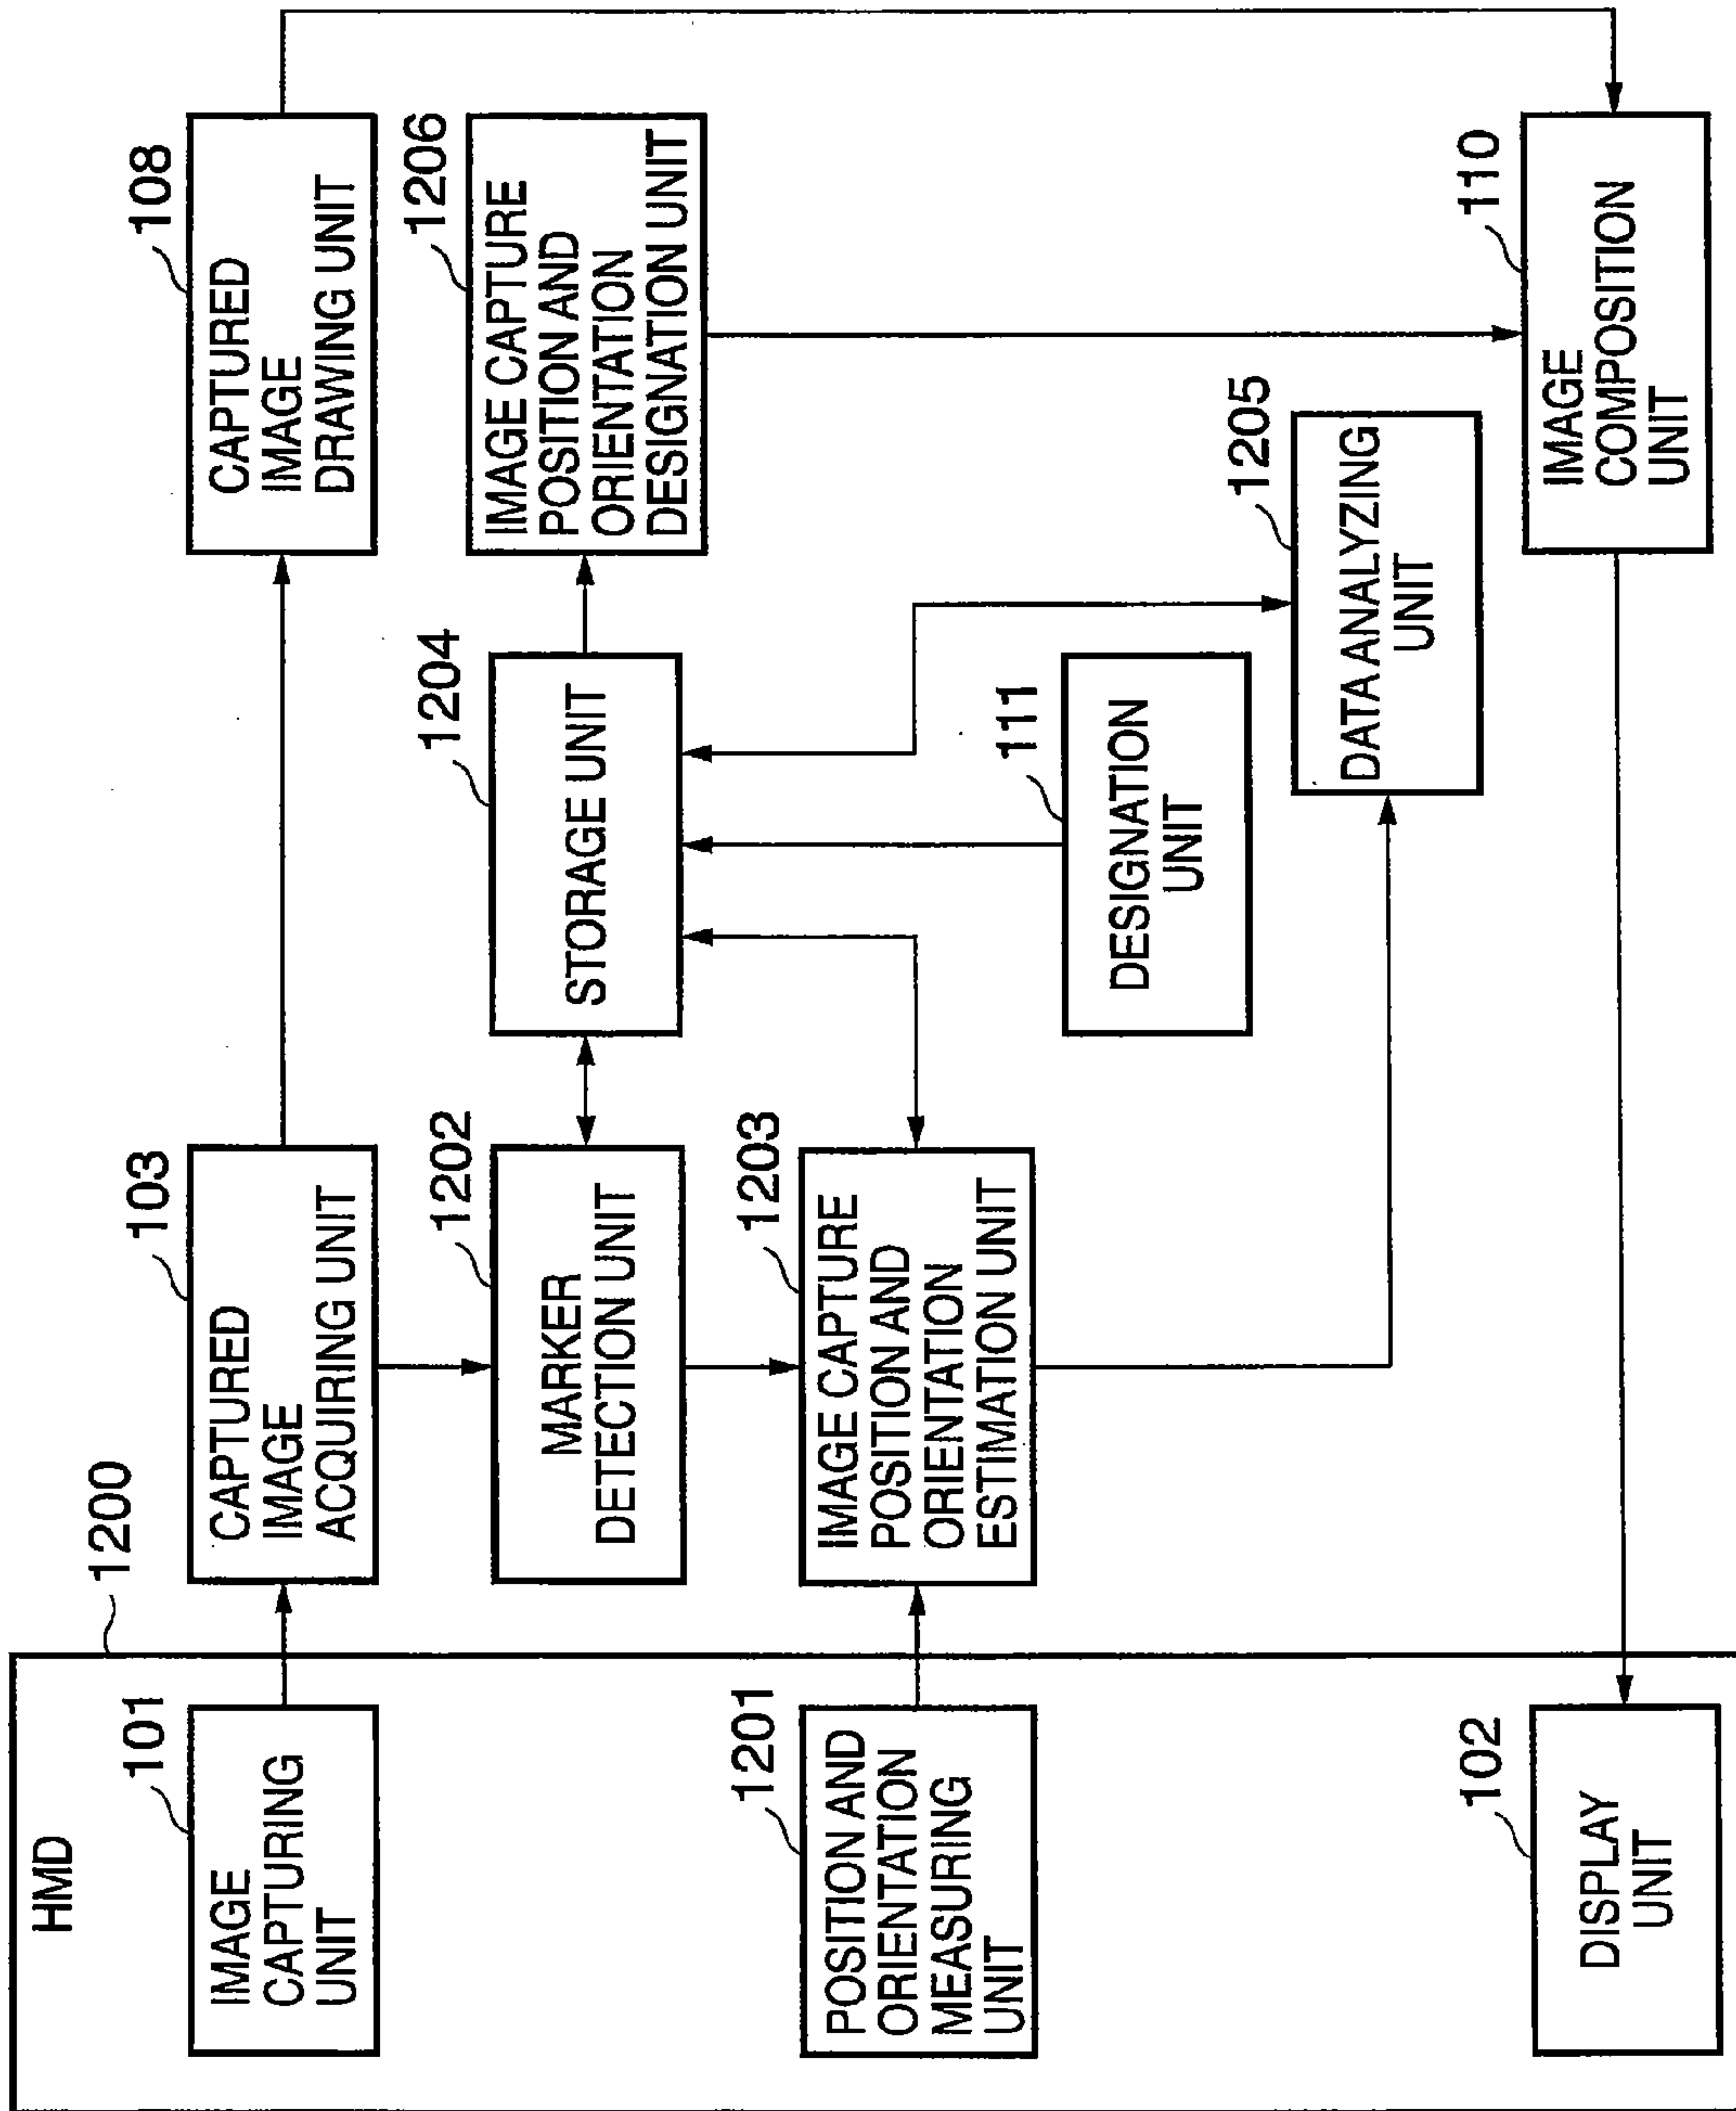 1200
HMD
101
IMAGE
CAPTURING
UNIT
103
CAPTURED
IMAGE
ACQUIRING UNIT
108
CAPTURED
IMAGE
DRAWING UNIT
1202
MARKER
DETECTION UNIT
1204
STORAGE UNIT
1206
IMAGE CAPTURE
POSITION AND
ORIENTATION
DESIGNATION UNIT
1201
POSITION AND
ORIENTATION
MEASURING
UNIT
1203
IMAGE CAPTURE
POSITION AND
ORIENTATION
ESTIMATION UNIT
111
DESIGNATION
UNIT
1205
DATA ANALYZING
UNIT
102
DISPLAY
UNIT
110
IMAGE
COMPOSITION
UNIT